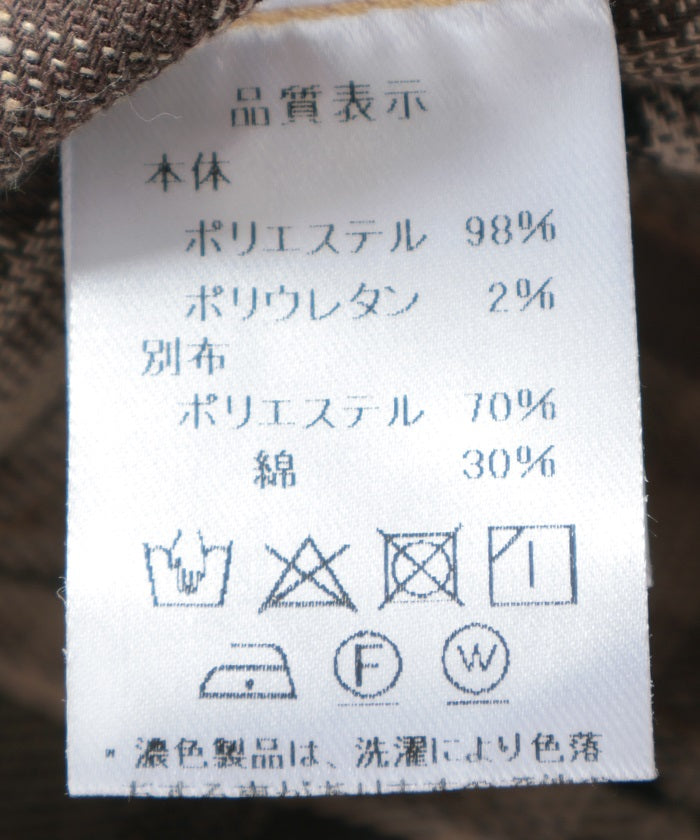 品質表示
本体
ポリエステル 98%
ポリウレタン 2%
別布
ポリエステル 70%
綿 30%
F W
* 濃色製品は、洗濯により色落